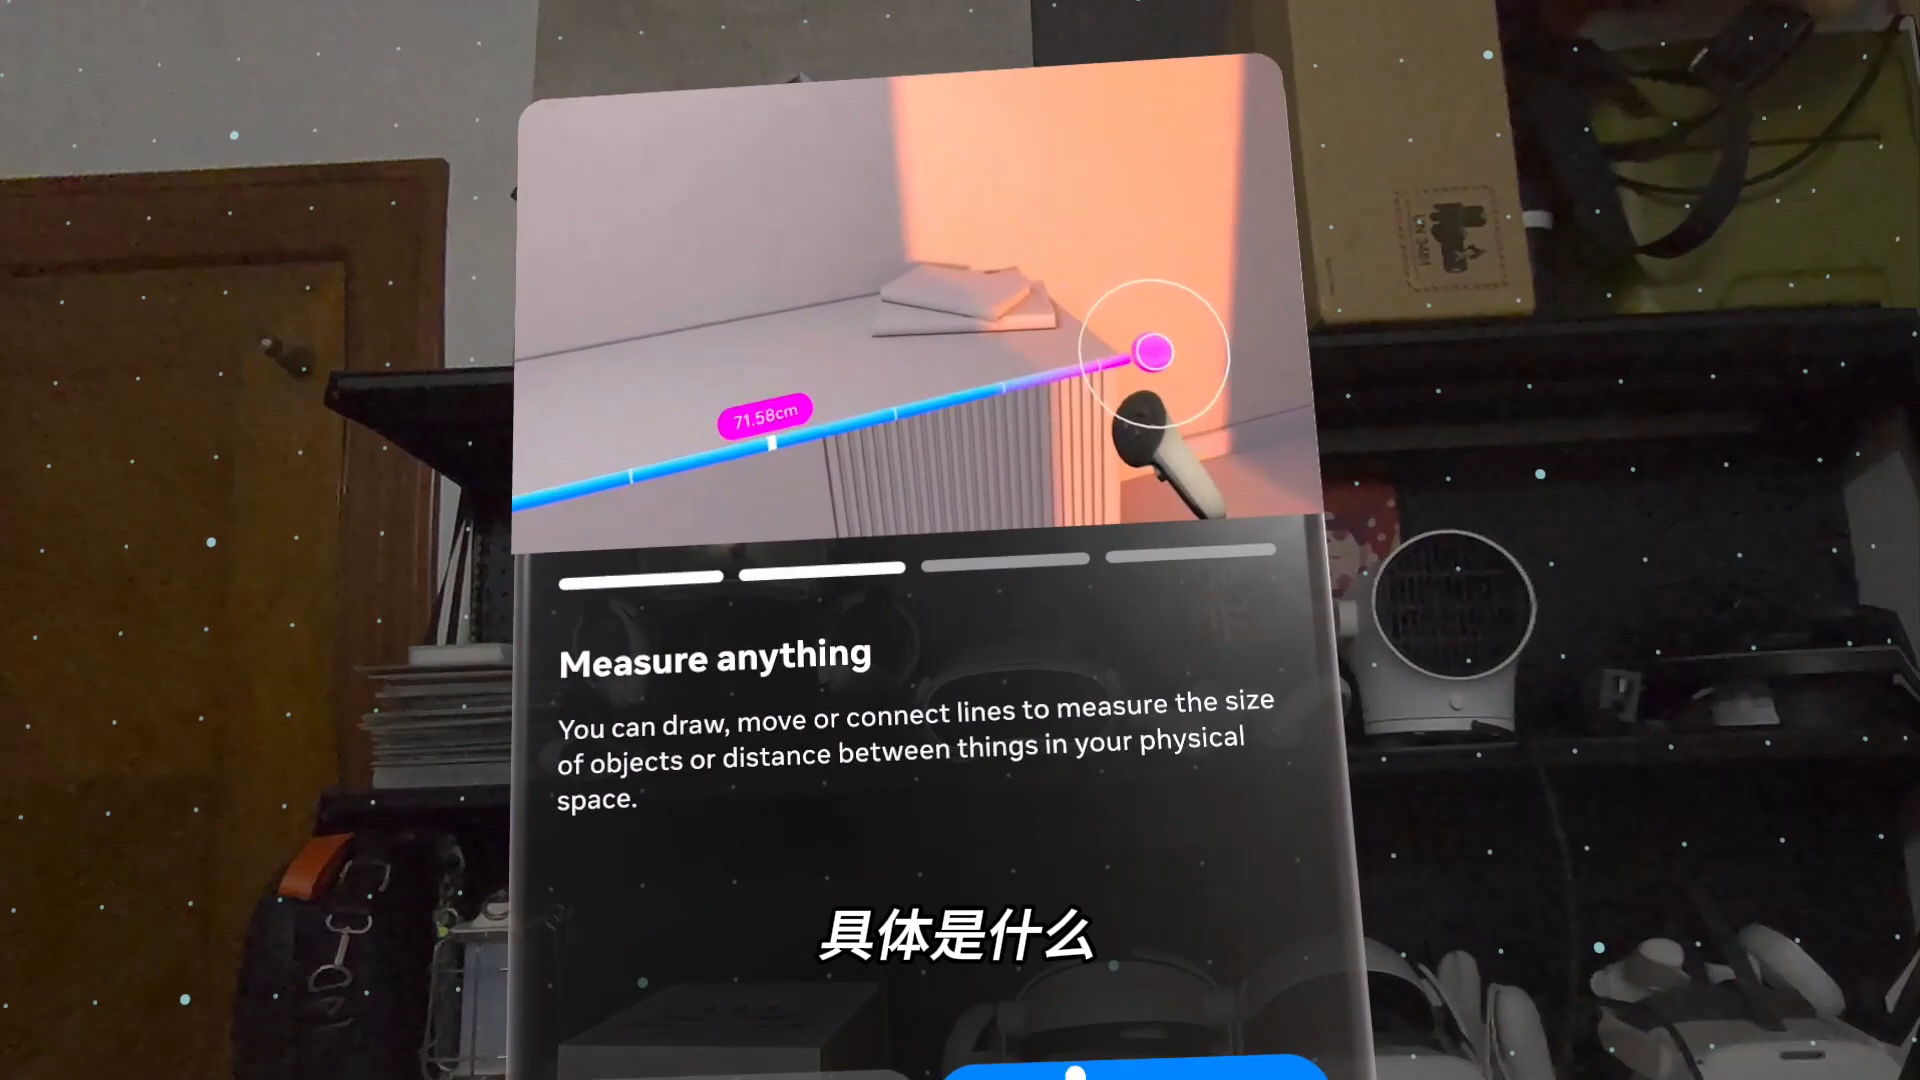 71.58cm
Measure anything
You can draw, move or connect lines to measure the size
of objects or distance between things in your physical
space.
具体是什么